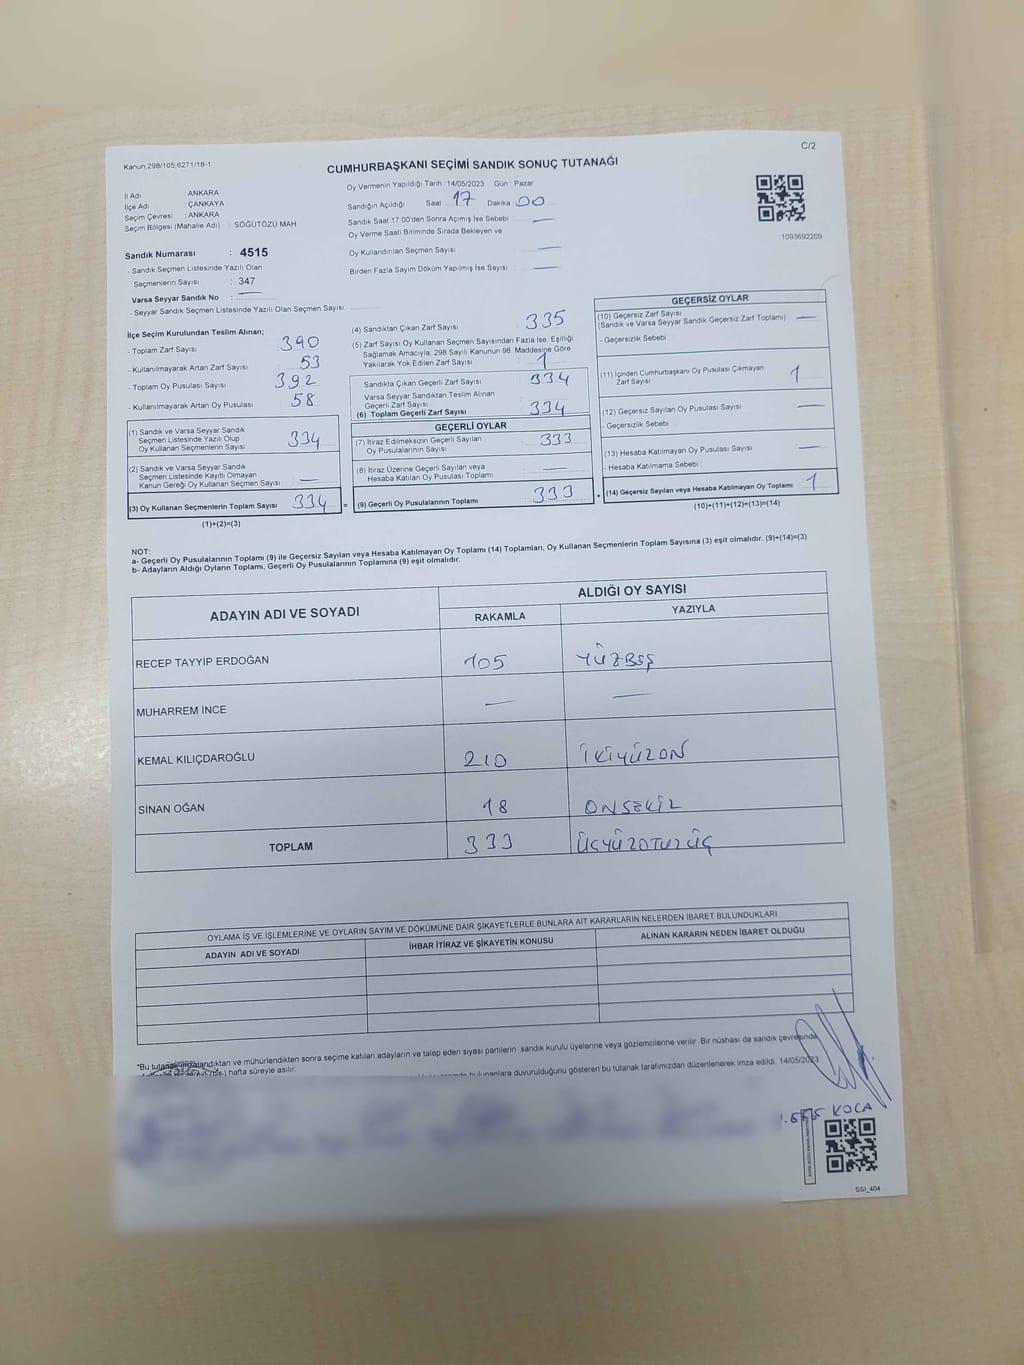 Kanun 298/105,6271/18-1
C/2
CUMHURBAŞKANI SEÇİMİ SANDIK SONUÇ TUTANAĞI
İl Adı : ANKARA
İlçe Adı : ÇANKAYA
Seçim Çevresi : ANKARA
Seçim Bölgesi (Mahalle Adı) : SÖĞÜTÖZÜ MAH
Oy Vermenin Yapıldığı Tarih : 14/05/2023 Gün : Pazar
Sandığın Açıldığı Saat : 17 Dakika : 00
Sandık Saat 17:00'den Sonra Açımış İse Sebebi : —
Oy Verme Saati Bitiminde Sırada Bekleyen ve
Oy Kullandırılan Seçmen Sayısı : —
Birden Fazla Sayım Döküm Yapılmış İse Sayısı : —
1093692209
Sandık Numarası : 4515
- Sandık Seçmen Listesinde Yazılı Olan
Seçmenlerin Sayısı : 347
Varsa Seyyar Sandık No : —
- Seyyar Sandık Seçmen Listesinde Yazılı Olan Seçmen Sayısı :
İlçe Seçim Kurulundan Teslim Alınan;
- Toplam Zarf Sayısı : 390
- Kullanılmayarak Artan Zarf Sayısı : 53
- Toplam Oy Pusulası Sayısı : 392
- Kullanılmayarak Artan Oy Pusulası : 58
(1) Sandık ve Varsa Seyyar Sandık
Seçmen Listesinde Yazılı Olup
Oy Kullanan Seçmenlerin Sayısı : 334
(2) Sandık ve Varsa Seyyar Sandık
Seçmen Listesinde Kayıtlı Olmayan
Kanun Gereği Oy Kullanan Seçmen Sayısı : —
(3) Oy Kullanan Seçmenlerin Toplam Sayısı : 334 =
(1)+(2)=(3)
(4) Sandıktan Çıkan Zarf Sayısı : 335
(5) Zarf Sayısı Oy Kullanan Seçmen Sayısından Fazla İse, Eşitliği
Sağlamak Amacıyla; 298 Sayılı Kanunun 98. Maddesine Göre
Yakılarak Yok Edilen Zarf Sayısı : 1
Sandıkta Çıkan Geçerli Zarf Sayısı : 334
Varsa Seyyar Sandıktan Teslim Alınan
Geçerli Zarf Sayısı :
(6) Toplam Geçerli Zarf Sayısı : 334
GEÇERLİ OYLAR
(7) İtiraz Edilmeksizin Geçerli Sayılan
Oy Pusulalarının Sayısı : 333
(8) İtiraz Üzerine Geçerli Sayılan veya
Hesaba Katılan Oy Pusulası Toplamı : —
(9) Geçerli Oy Pusulalarının Toplamı : 333 +
GEÇERSİZ OYLAR
(10) Geçersiz Zarf Sayısı
(Sandık ve Varsa Seyyar Sandık Geçersiz Zarf Toplamı) : —
- Geçersizlik Sebebi :
(11) İçinden Cumhurbaşkanı Oy Pusulası Çıkmayan
Zarf Sayısı : 1
(12) Geçersiz Sayılan Oy Pusulası Sayısı : —
- Geçersizlik Sebebi :
(13) Hesaba Katılmayan Oy Pusulası Sayısı : —
- Hesaba Katılmama Sebebi :
(14) Geçersiz Sayılan veya Hesaba Katılmayan Oy Toplamı : 1
(10)+(11)+(12)+(13)=(14)
NOT:
a- Geçerli Oy Pusulalarının Toplamı (9) ile Geçersiz Sayılan veya Hesaba Katılmayan Oy Toplamı (14) Toplamları, Oy Kullanan Seçmenlerin Toplam Sayısına (3) eşit olmalıdır. (9)+(14)=(3)
b- Adayların Aldığı Oyların Toplamı, Geçerli Oy Pusulalarının Toplamına (9) eşit olmalıdır.
ADAYIN ADI VE SOYADI
ALDIĞI OY SAYISI
RAKAMLA YAZIYLA
RECEP TAYYİP ERDOĞAN 105 YÜZBEŞ
MUHARREM İNCE — —
KEMAL KILIÇDAROĞLU 210 İKİYÜZON
SİNAN OĞAN 18 ONSEKİZ
TOPLAM 333 ÜÇYÜZOTUZÜÇ
OYLAMA İŞ VE İŞLEMLERİNE VE OYLARIN SAYIM VE DÖKÜMÜNE DAİR ŞİKAYETLERLE BUNLARA AİT KARARLARIN NELERDEN İBARET BULUNDUKLARI
ADAYIN ADI VE SOYADI İHBAR İTİRAZ VE ŞİKAYETİN KONUSU ALINAN KARARIN NEDEN İBARET OLDUĞU
*Bu tutanak imzalandıktan ve mühürlendikten sonra seçime katılan adayların ve talep eden siyasi partilerin sandık kurulu üyelerine veya gözlemcilerine verilir. Bir nüshası da sandık çevresinde
hafta süreyle asılır. bulunanlara duyurulduğunu gösteren bu tutanak tarafımızdan düzenlenerek imza edildi. 14/05/2023
KOCA
SSI_404